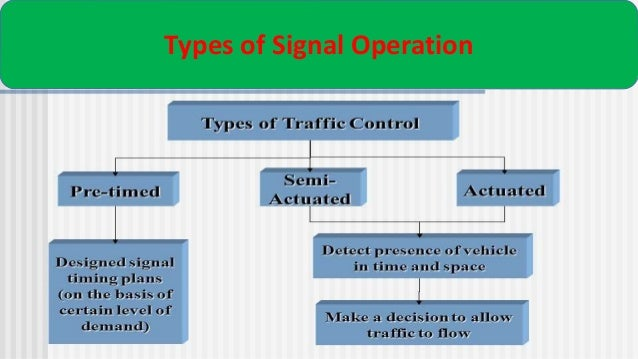 Types of Signal Operation
Types of Traffic Control
Pre-timed
Semi-
Actuated
Actuated
Designed signal
timing plans
(on the basis of
certain level of
demand)
Detect presence of vehicle
in time and space
Make a decision to allow
traffic to flow